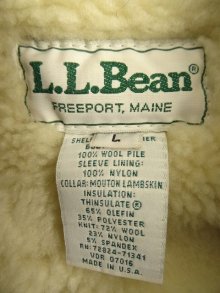 L.L.Bean®
FREEPORT, MAINE
L
100% WOOL PILE
SLEEVE LINING:
100% NYLON
COLLAR: MOUTON LAMBSKIN
INSULATION:
THINSULATE®
65% OLEFIN
35% POLYESTER
KNIT: 72% WOOL
23% NYLON
5% SPANDEX
RN: 72824-71341
VDR 07016
MADE IN U.S.A.